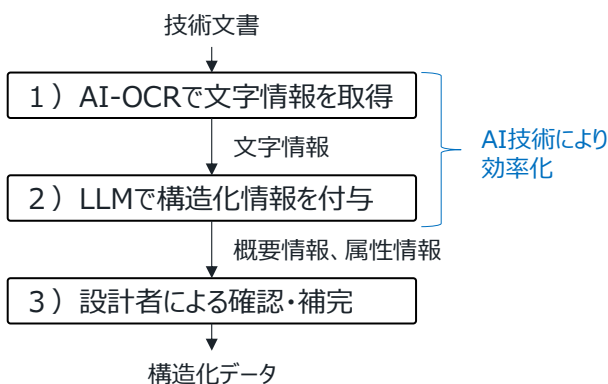 技術文書
１）AI-OCRで文字情報を取得
文字情報
AI技術により
効率化
２）LLMで構造化情報を付与
概要情報、属性情報
３）設計者による確認・補完
構造化データ